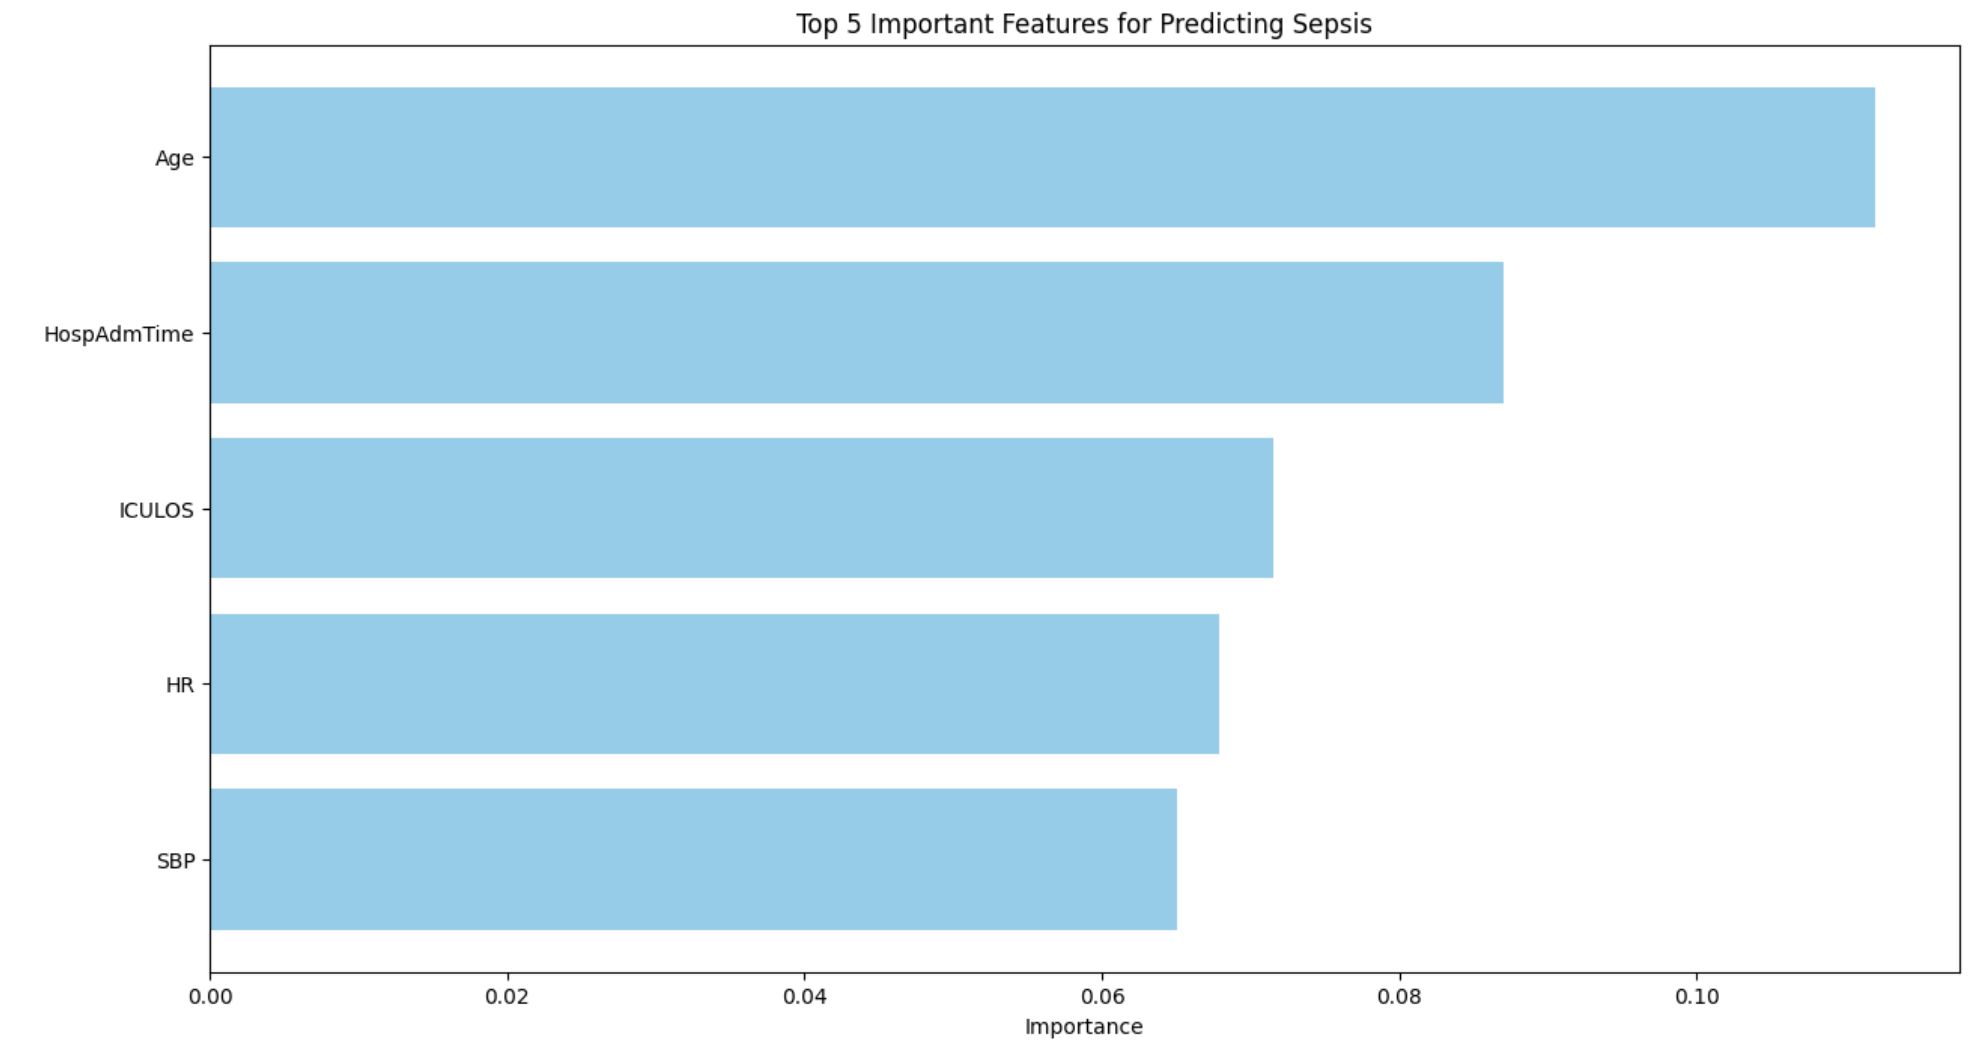 Top 5 Important Features for Predicting Sepsis
Age
HospAdmTime
ICULOS
HR
SBP
0.00 0.02 0.04 0.06 0.08 0.10
Importance